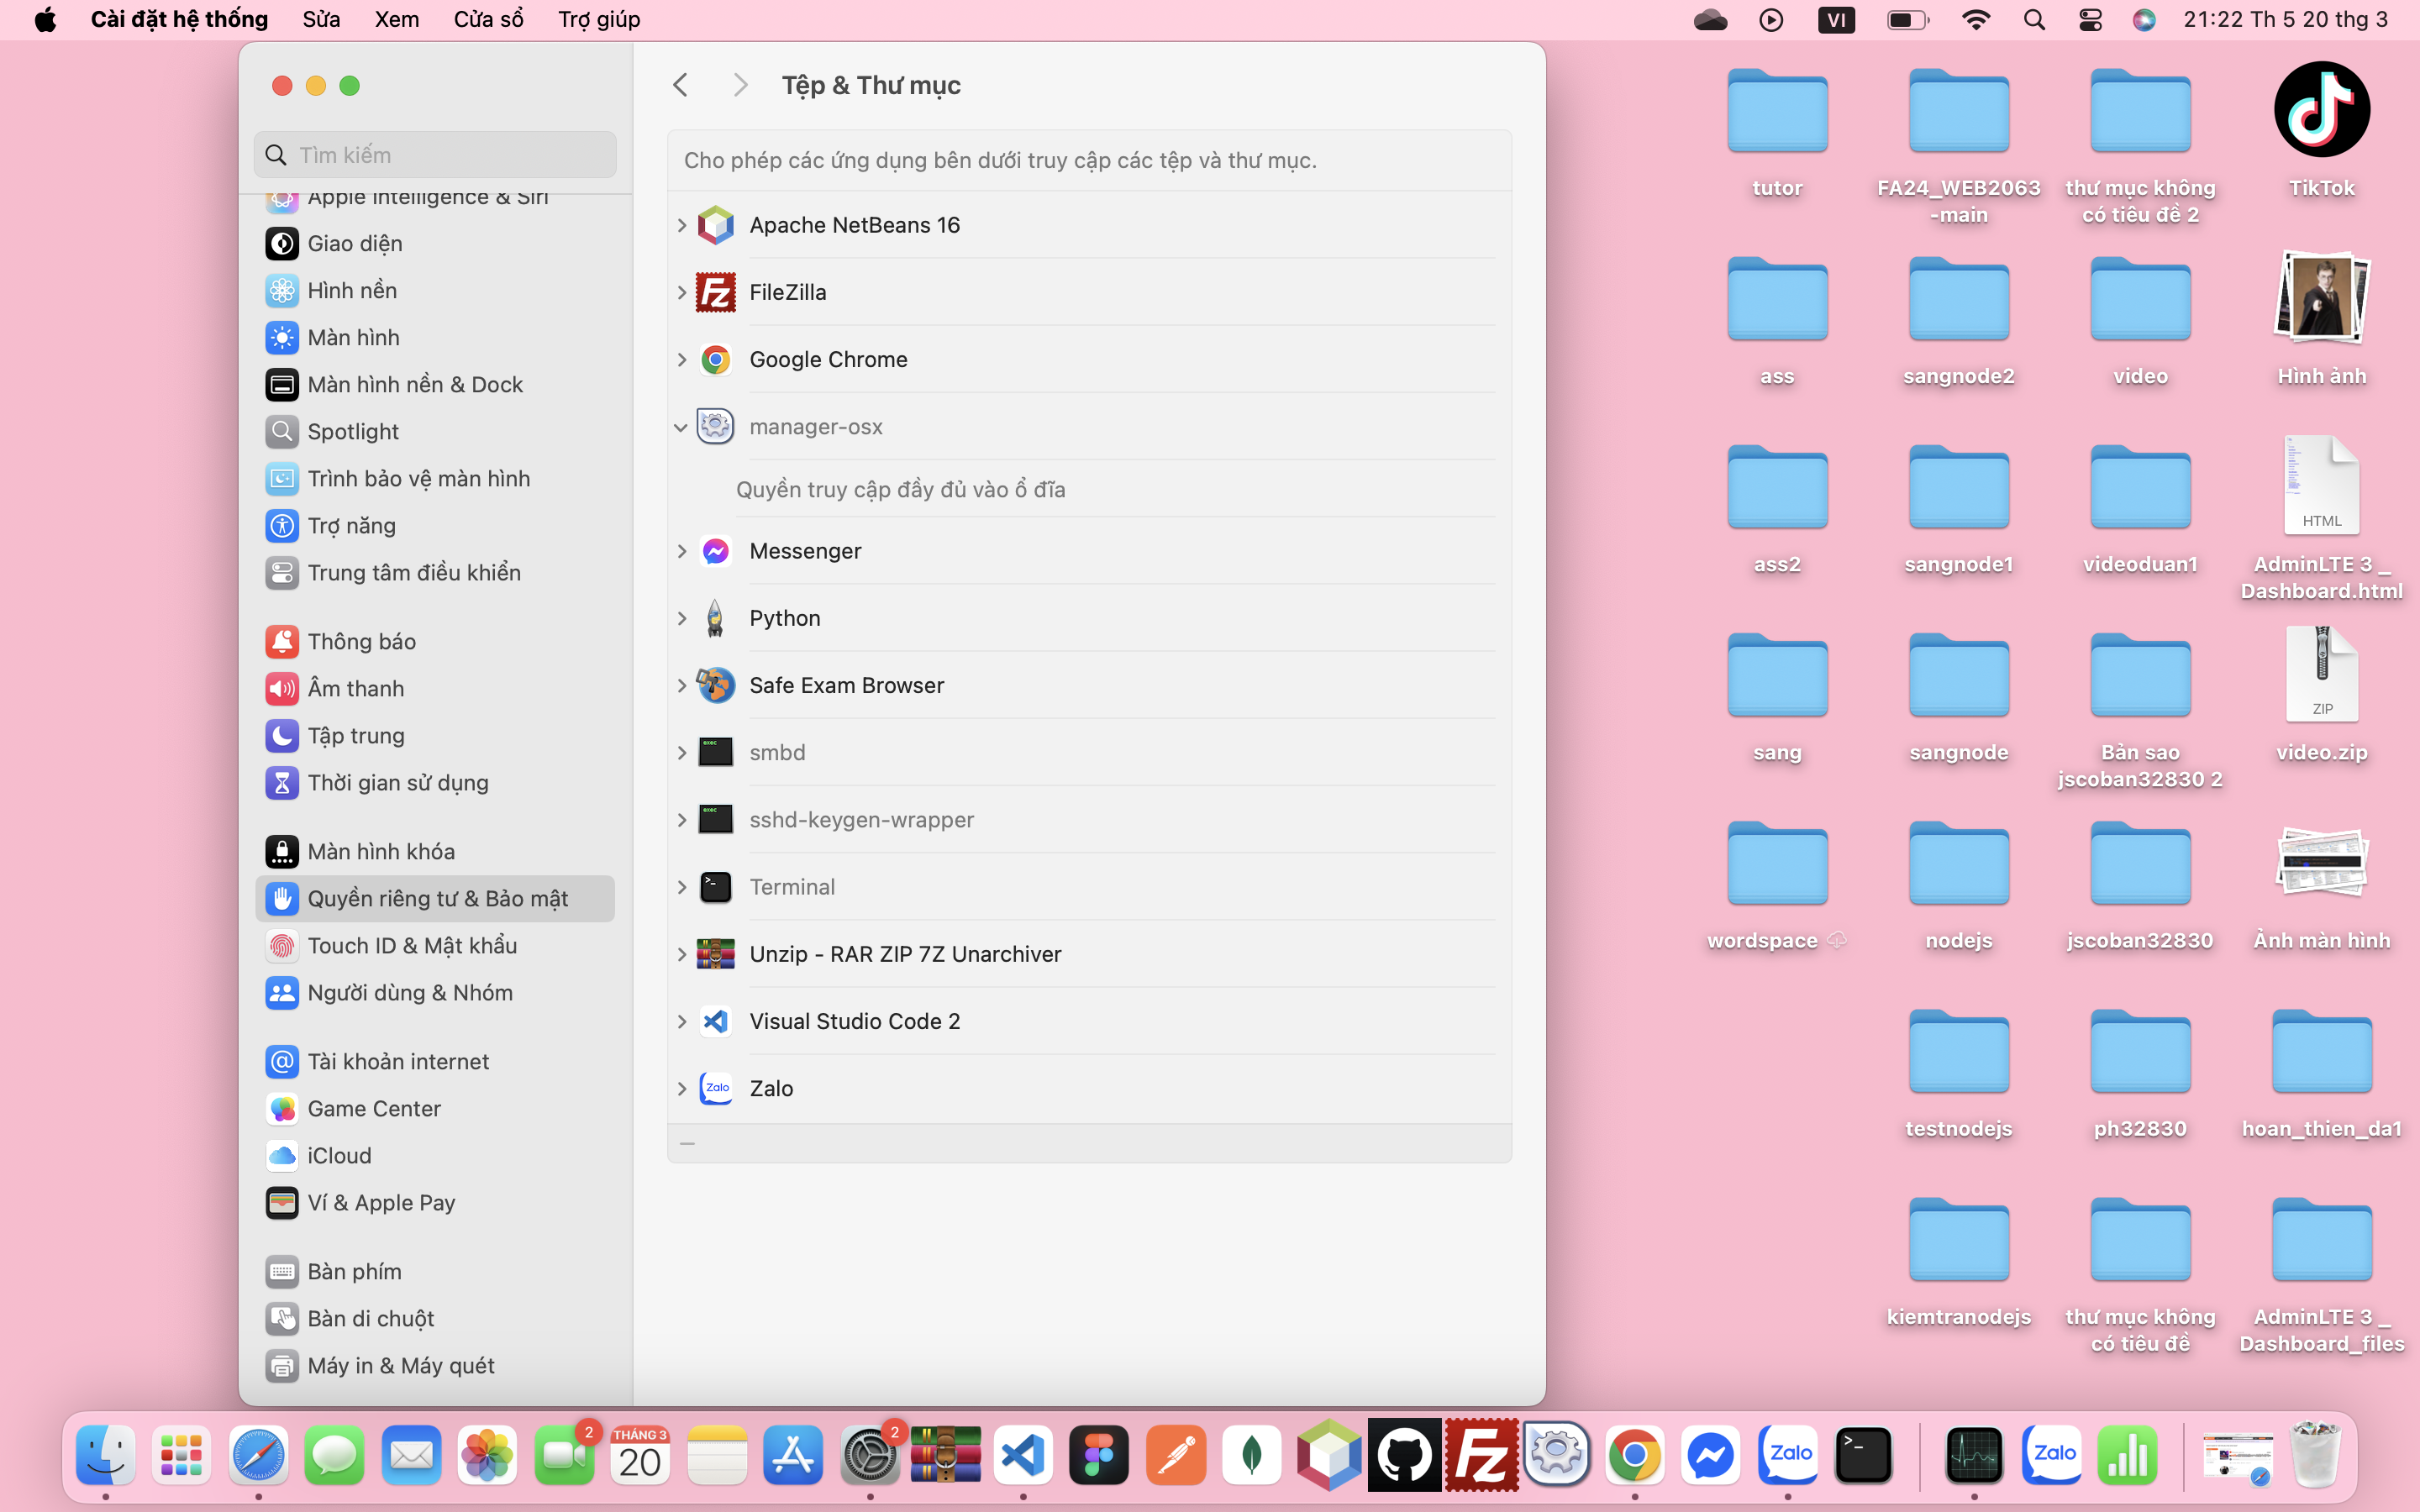 Cài đặt hệ thống Sửa Xem Cửa sổ Trợ giúp
VI 21:22 Th 5 20 thg 3
Tìm kiếm
Apple Intelligence & Siri
Giao diện
Hình nền
Màn hình
Màn hình nền & Dock
Spotlight
Trình bảo vệ màn hình
Trợ năng
Trung tâm điều khiển
Thông báo
Âm thanh
Tập trung
Thời gian sử dụng
Màn hình khóa
Quyền riêng tư & Bảo mật
Touch ID & Mật khẩu
Người dùng & Nhóm
Tài khoản internet
Game Center
iCloud
Ví & Apple Pay
Bàn phím
Bàn di chuột
Máy in & Máy quét
Tệp & Thư mục
Cho phép các ứng dụng bên dưới truy cập các tệp và thư mục.
Apache NetBeans 16
FileZilla
Google Chrome
manager-osx
Quyền truy cập đầy đủ vào ổ đĩa
Messenger
Python
Safe Exam Browser
exec
smbd
exec
sshd-keygen-wrapper
Terminal
Unzip - RAR ZIP 7Z Unarchiver
Visual Studio Code 2
Zalo
Zalo
tutor
FA24_WEB2063
-main
thư mục không
có tiêu đề 2
TikTok
ass
sangnode2
video
Hình ảnh
ass2
sangnode1
videoduan1
HTML
AdminLTE 3 _
Dashboard.html
sang
sangnode
Bản sao
jscoban32830 2
ZIP
video.zip
wordspace
nodejs
jscoban32830
Ảnh màn hình
testnodejs
ph32830
hoan_thien_da1
kiemtranodejs
thư mục không
có tiêu đề
AdminLTE 3 _
Dashboard_files
2
THÁNG 3
20
2
Fz
Zalo
Zalo